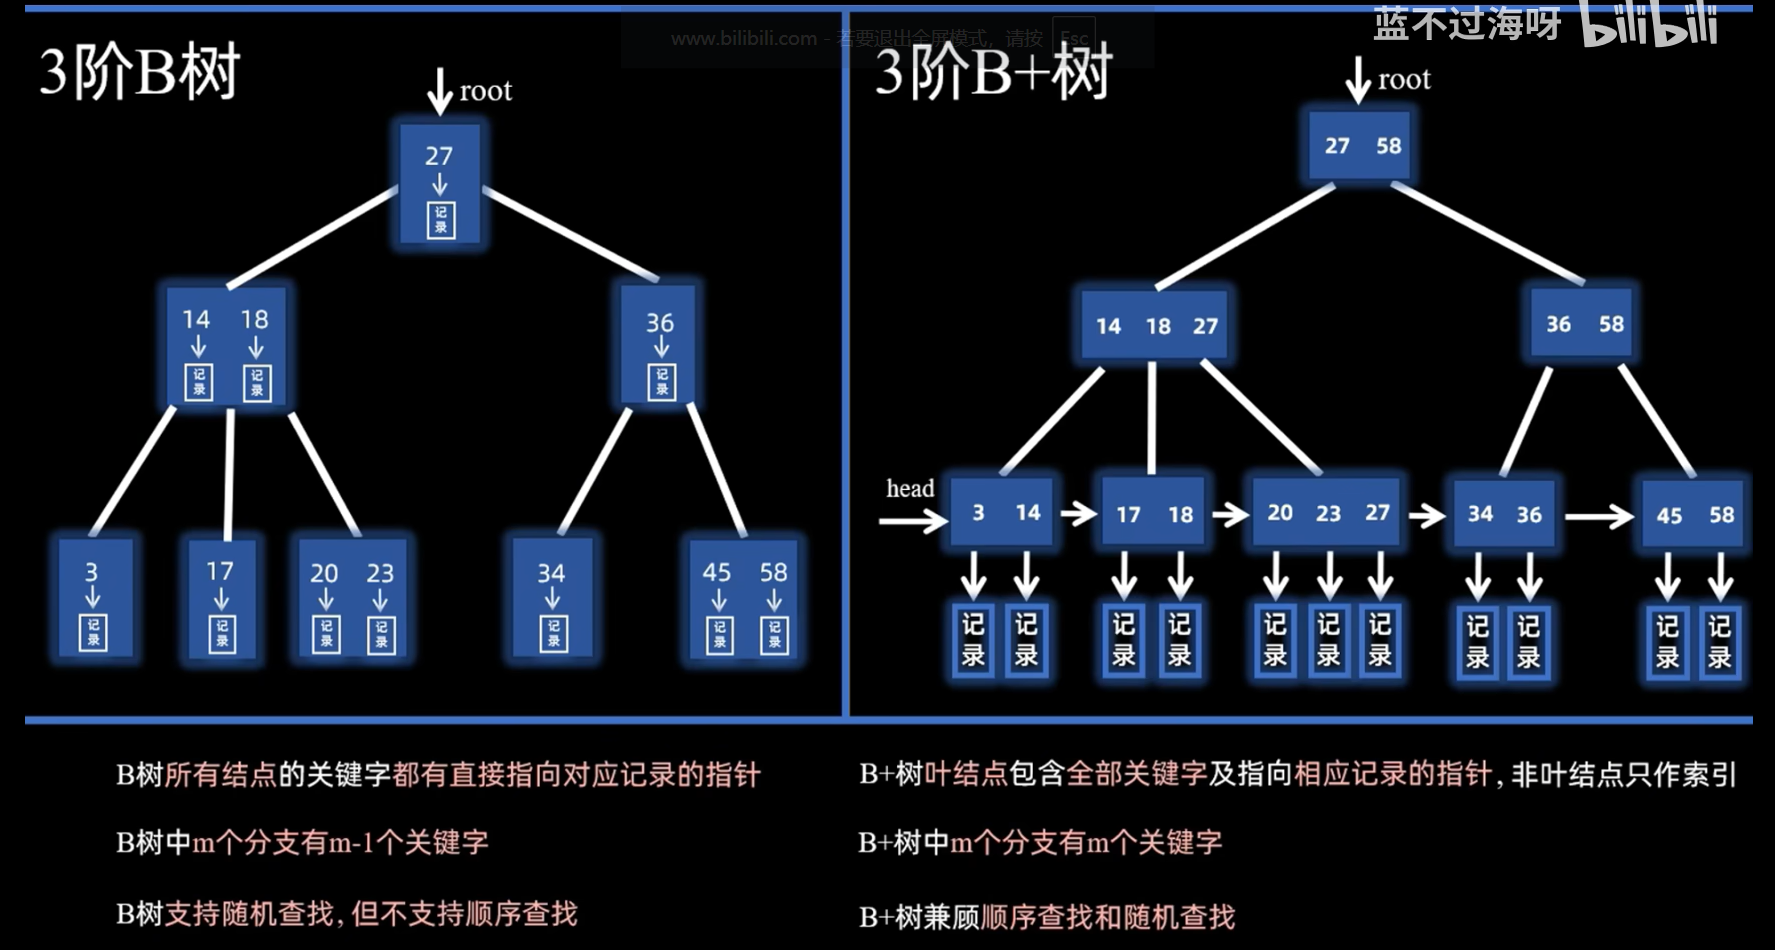 蓝不过海呀 bilibili
www.bilibili.com - 若要退出全屏模式，请按 Esc
3阶B树
root
27
记录
14 18
记录 记录
36
记录
3
记录
17
记录
20 23
记录 记录
34
记录
45 58
记录 记录
3阶B+树
root
27 58
14 18 27
36 58
head
3 14
17 18
20 23 27
34 36
45 58
记录 记录 记录 记录 记录 记录 记录 记录 记录 记录 记录
B树所有结点的关键字都有直接指向对应记录的指针
B树中m个分支有m-1个关键字
B树支持随机查找，但不支持顺序查找
B+树叶结点包含全部关键字及指向相应记录的指针，非叶结点只作索引
B+树中m个分支有m个关键字
B+树兼顾顺序查找和随机查找